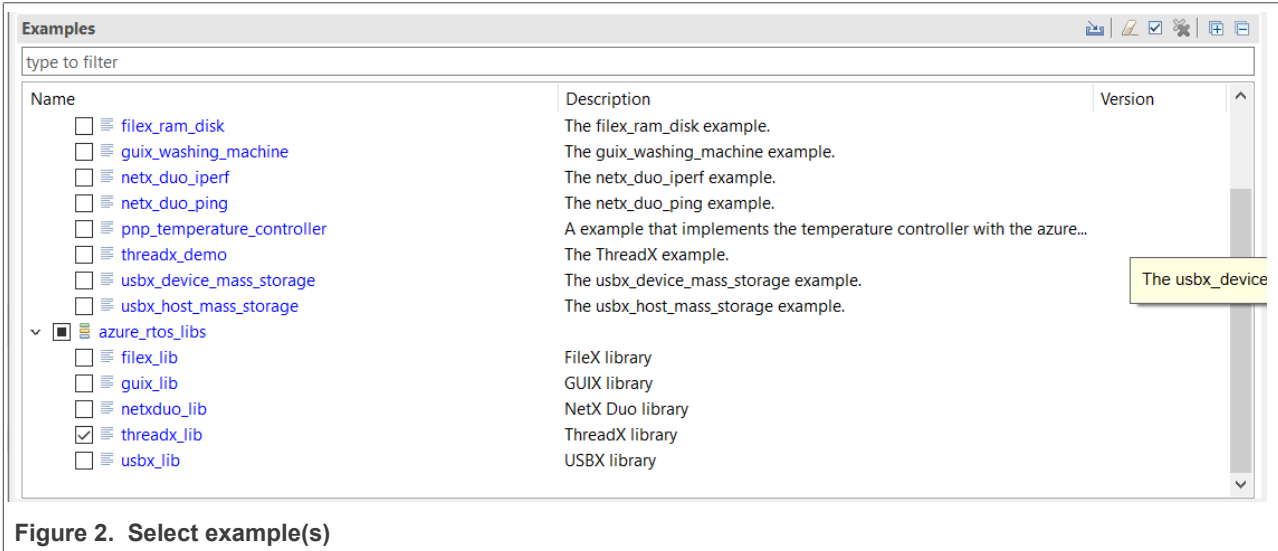 Examples
type to filter
Name Description Version
filex_ram_disk The filex_ram_disk example.
guix_washing_machine The guix_washing_machine example.
netx_duo_iperf The netx_duo_iperf example.
netx_duo_ping The netx_duo_ping example.
pnp_temperature_controller A example that implements the temperature controller with the azure...
threadx_demo The ThreadX example.
usbx_device_mass_storage The usbx_device_mass_storage example.
The usbx_device
usbx_host_mass_storage The usbx_host_mass_storage example.
azure_rtos_libs
filex_lib FileX library
guix_lib GUIX library
netxduo_lib NetX Duo library
threadx_lib ThreadX library
usbx_lib USBX library
Figure 2. Select example(s)